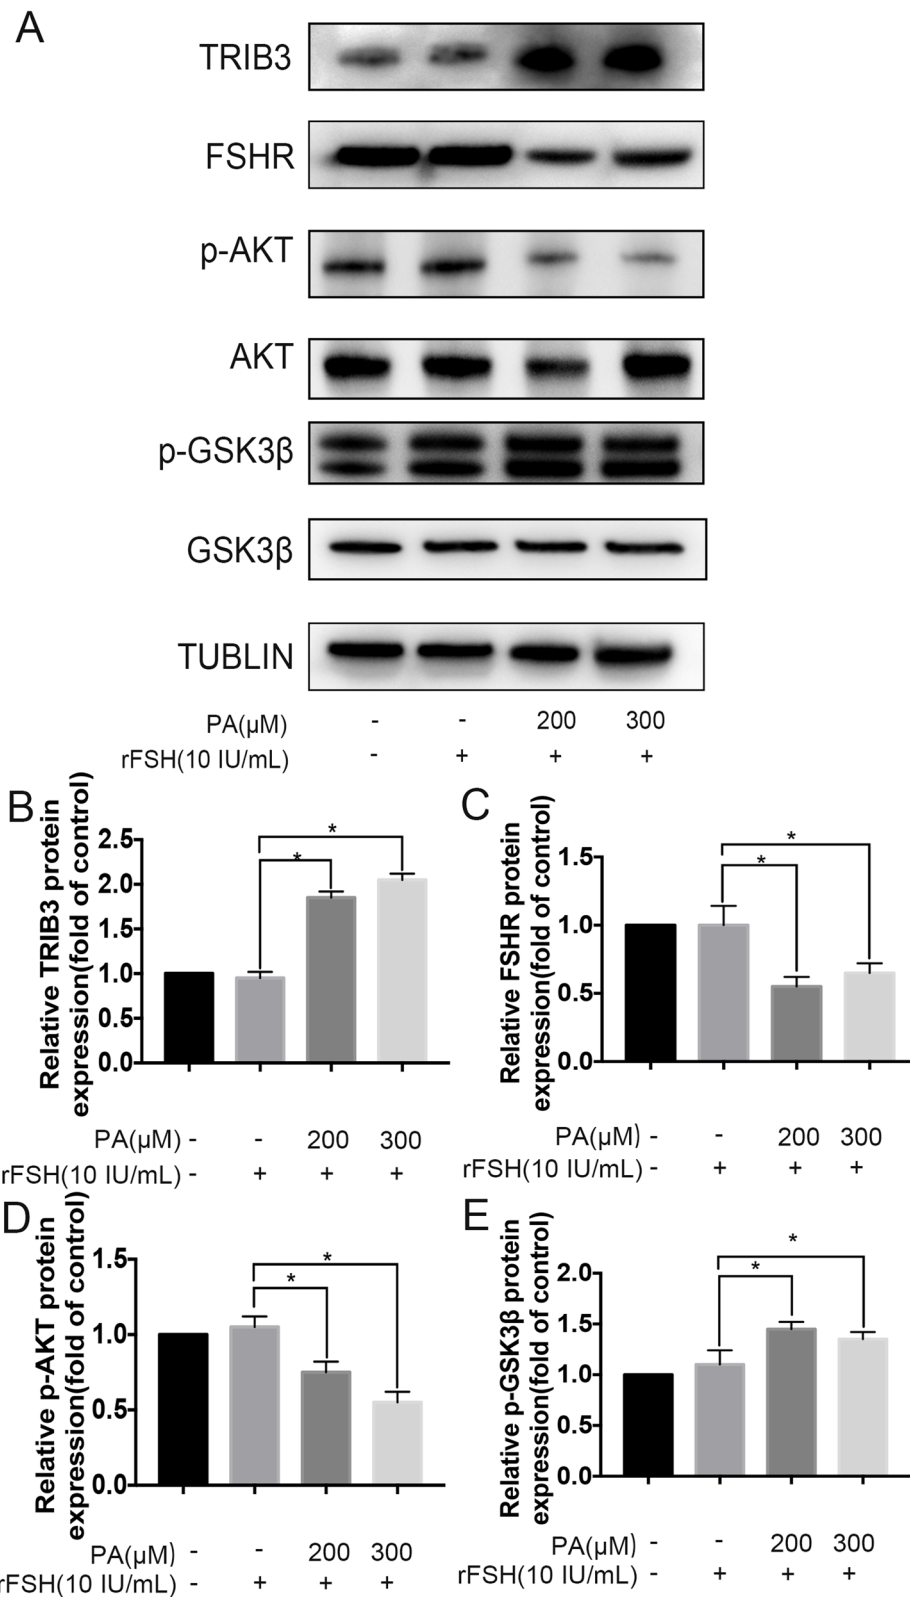 A
TRIB3
FSHR
p-AKT
AKT
p-GSK3β
GSK3β
TUBLIN
PA(μM) - - 200 300
rFSH(10 IU/mL) - + + +
B
Relative TRIB3 protein
expression(fold of control)
2.5
2.0
1.5
1.0
0.5
0.0
* *
PA(μM) - - 200 300
rFSH(10 IU/mL) - + + +
C
Relative FSHR protein
expression(fold of control)
1.5
1.0
0.5
0.0
* *
PA(μM) - - 200 300
rFSH(10 IU/mL) - + + +
D
Relative p-AKT protein
expression(fold of control)
1.5
1.0
0.5
0.0
* *
PA(μM) - - 200 300
rFSH(10 IU/mL) - + + +
E
Relative p-GSK3β protein
expression(fold of control)
2.0
1.5
1.0
0.5
0.0
* *
PA(μM) - - 200 300
rFSH(10 IU/mL) - + + +